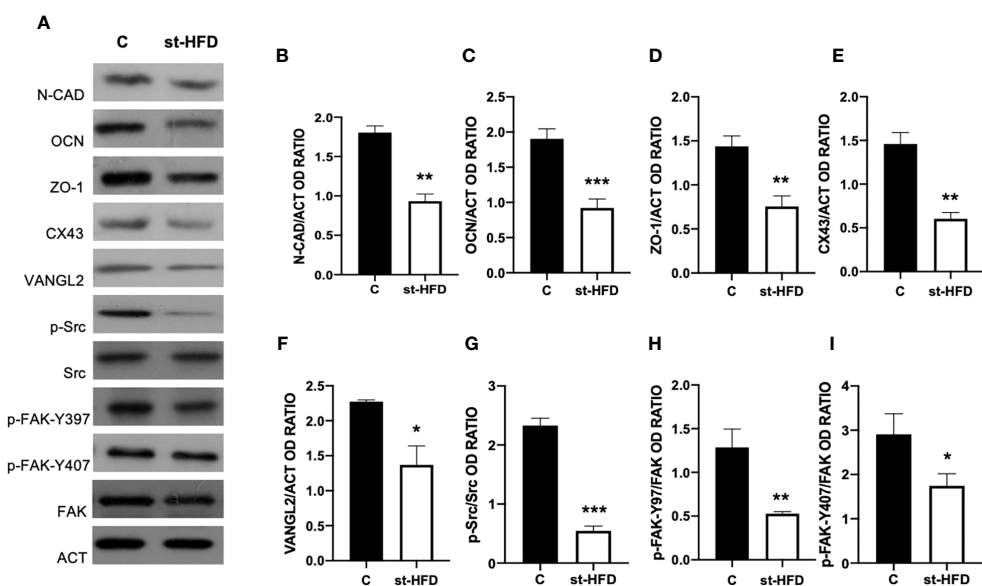 A
C st-HFD
N-CAD
OCN
ZO-1
CX43
VANGL2
p-Src
Src
p-FAK-Y397
p-FAK-Y407
FAK
ACT
B
N-CAD/ACT OD RATIO
2.0
1.5
1.0
0.5
0.0
**
C st-HFD
C
OCN/ACT OD RATIO
2.5
2.0
1.5
1.0
0.5
0.0
***
C st-HFD
D
ZO-1/ACT OD RATIO
2.0
1.5
1.0
0.5
0.0
**
C st-HFD
E
CX43/ACT OD RATIO
2.0
1.5
1.0
0.5
0.0
**
C st-HFD
F
VANGL2/ACT OD RATIO
2.5
2.0
1.5
1.0
0.5
0.0
*
C st-HFD
G
p-Src/Src OD RATIO
3
2
1
0
***
C st-HFD
H
p-FAK-Y97/FAK OD RATIO
2.0
1.5
1.0
0.5
0.0
**
C st-HFD
I
p-FAK-Y407/FAK OD RATIO
4
3
2
1
0
*
C st-HFD